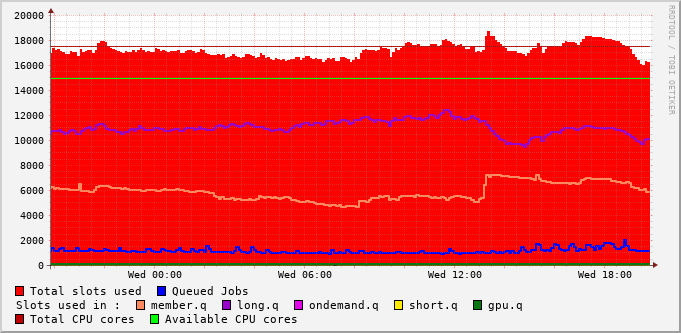 20000
18000
16000
14000
12000
10000
8000
6000
4000
2000
0
Wed 00:00 Wed 06:00 Wed 12:00 Wed 18:00
Total slots used Queued Jobs
Slots used in : member.q long.q ondemand.q short.q gpu.q
Total CPU cores Available CPU cores
RRDTOOL / TOBI OETIKER